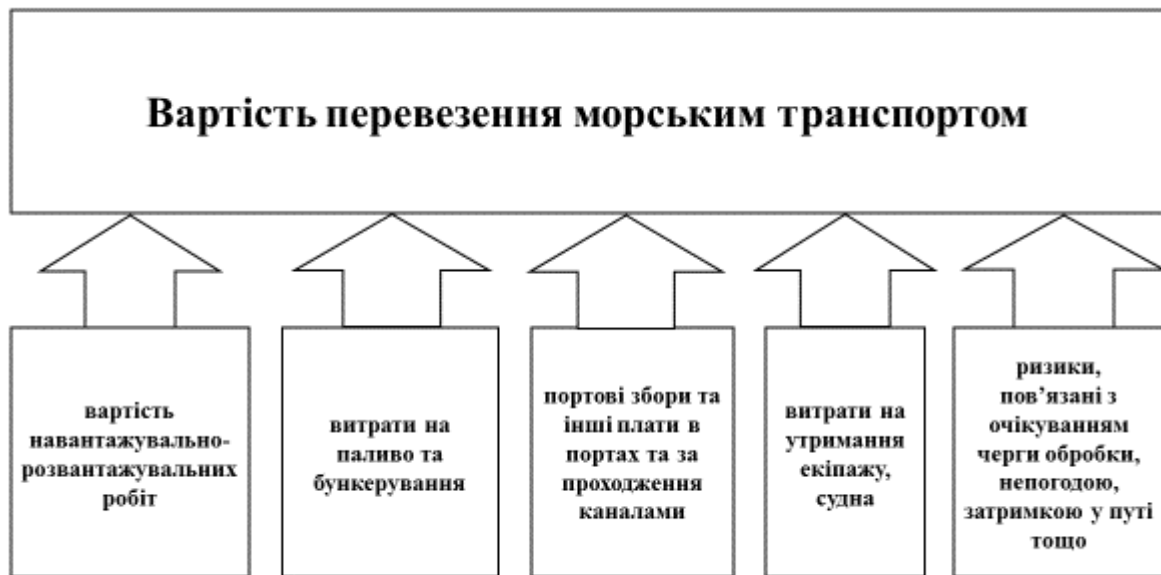 Вартість перевезення морським транспортом
вартість
навантажувально-
розвантажувальних
робіт
витрати на
паливо та
бункерування
портові збори та
інші плати в
портах та за
проходження
каналами
витрати на
утримання
екіпажу,
судна
ризики,
пов’язані з
очікуванням
черги обробки,
непогодою,
затримкою у путі
тощо